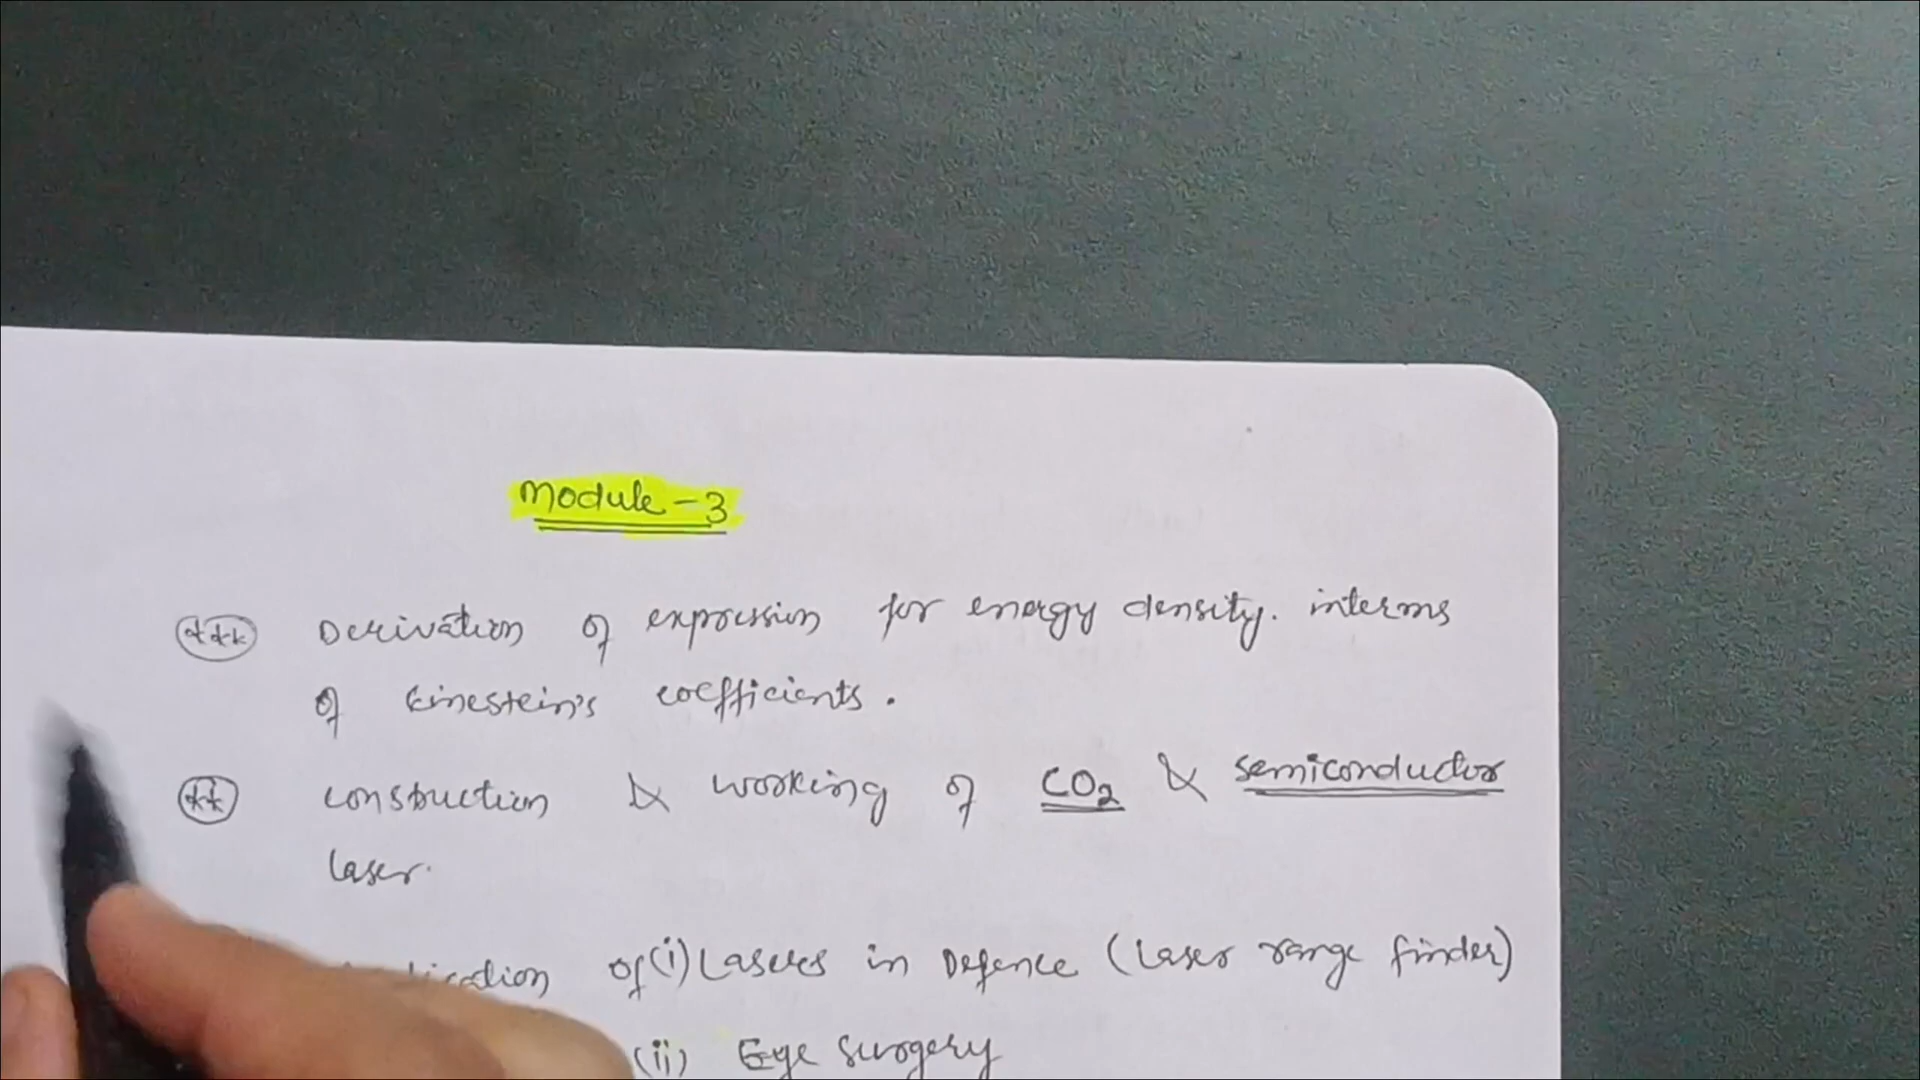 Module - 3
*** Derivation of expression for energy density. interms
of Einestein's coefficients.
** construction & working of CO2 & semiconductor
laser.
of (i) Lasers in Defence (Laser range finder)
(ii) Eye surgery